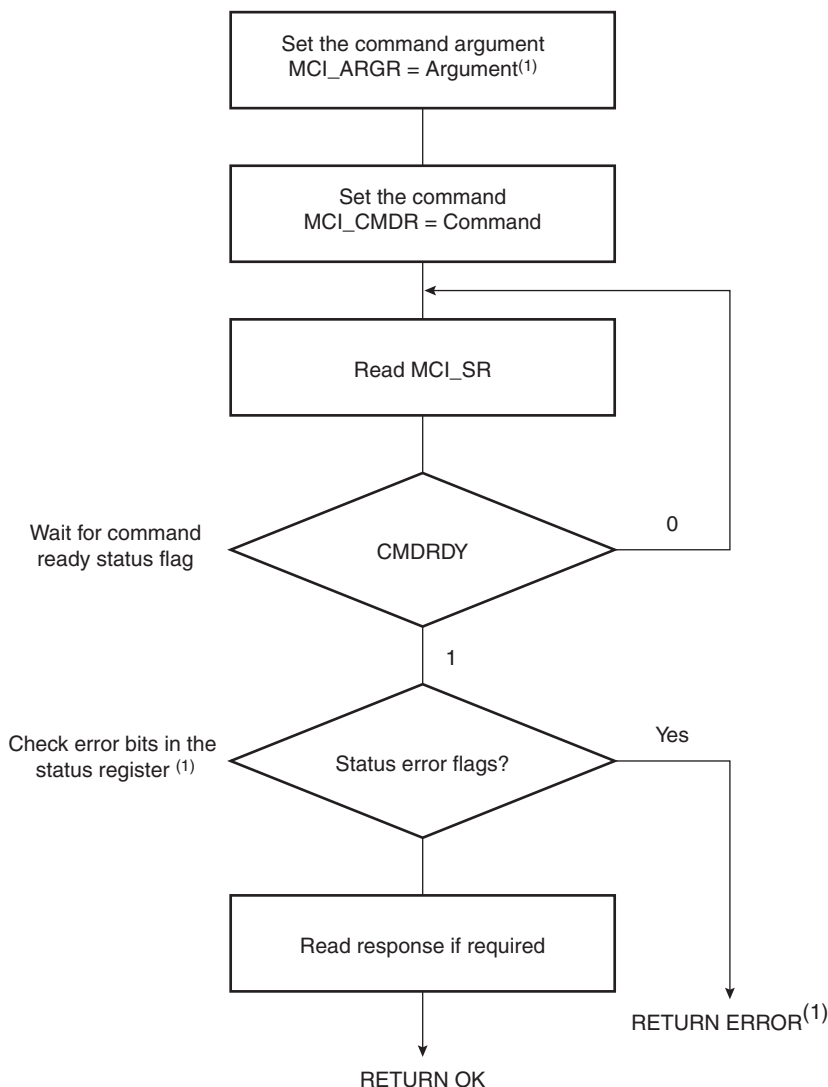 Set the command argument
MCI_ARGR = Argument(1)
Set the command
MCI_CMDR = Command
Read MCI_SR
Wait for command
ready status flag
CMDRDY
0
1
Check error bits in the
status register (1)
Status error flags?
Yes
Read response if required
RETURN ERROR(1)
RETURN OK